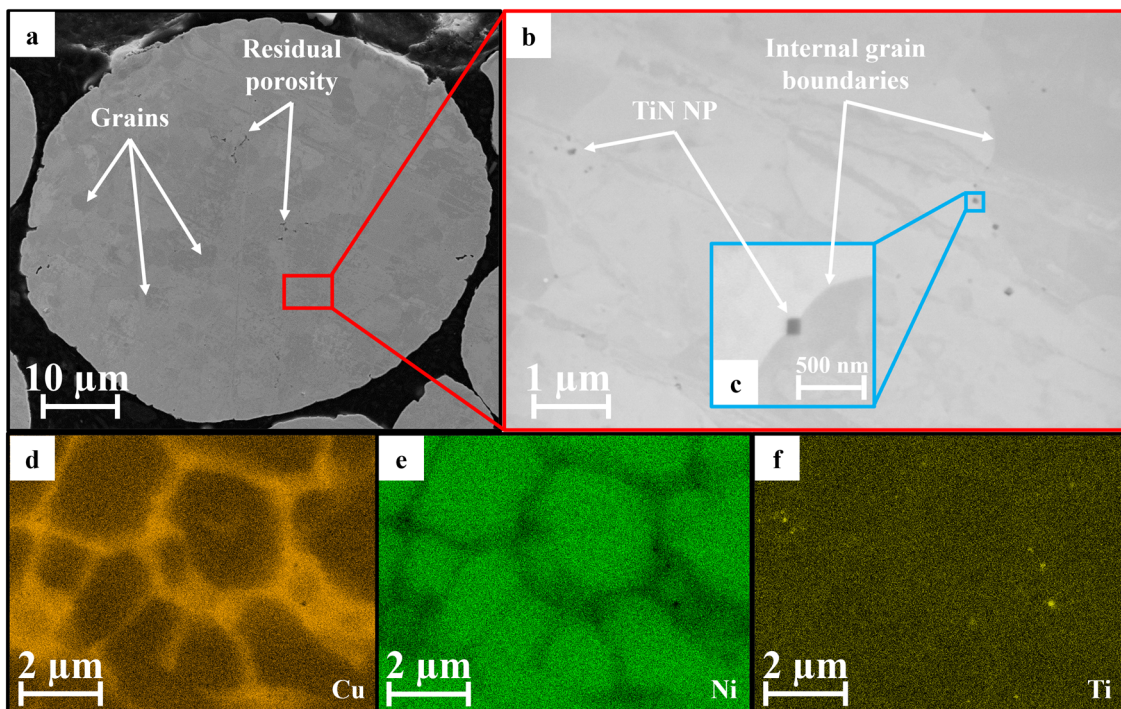 a
Residual
porosity
Grains
10 µm
b
Internal grain
boundaries
TiN NP
1 µm
c
500 nm
d
2 µm
Cu
e
2 µm
Ni
f
2 µm
Ti